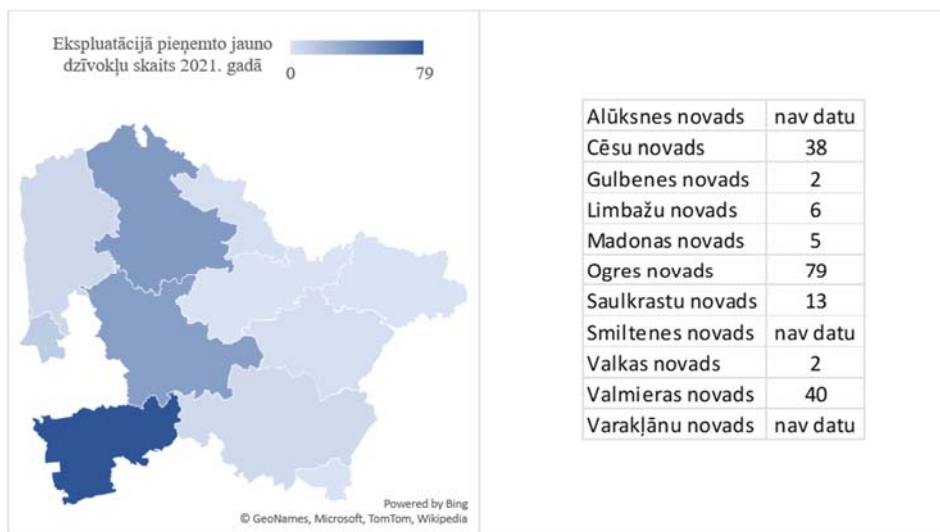 Ekspluatācijā pieņemto jauno
dzīvokļu skaits 2021. gadā
0
79
Powered by Bing
© GeoNames, Microsoft, TomTom, Wikipedia
Alūksnes novads nav datu
Cēsu novads 38
Gulbenes novads 2
Limbažu novads 6
Madonas novads 5
Ogres novads 79
Saulkrastu novads 13
Smiltenes novads nav datu
Valkas novads 2
Valmieras novads 40
Varakļānu novads nav datu